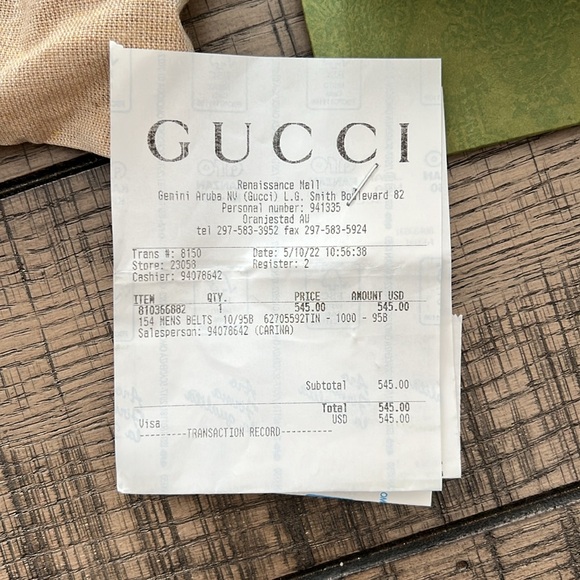 GUCCI
Renaissance Mall
Gemini Aruba NV (Gucci) L.G. Smith Boulevard 82
Personal number: 941335
Oranjestad AU
tel 297-583-3952 fax 297-583-5924
Trans #: 8150 Date: 5/10/22 10:56:38
Store: 23058 Register: 2
Cashier: 94078642
ITEM QTY. PRICE AMOUNT USD
810366882 1 545.00 545.00
154 MENS BELTS 10/95B 62705592TIN - 1000 - 95B
Salesperson: 94078642 (CARINA)
Subtotal 545.00
Total 545.00
Visa USD 545.00
---------TRANSACTION RECORD----------